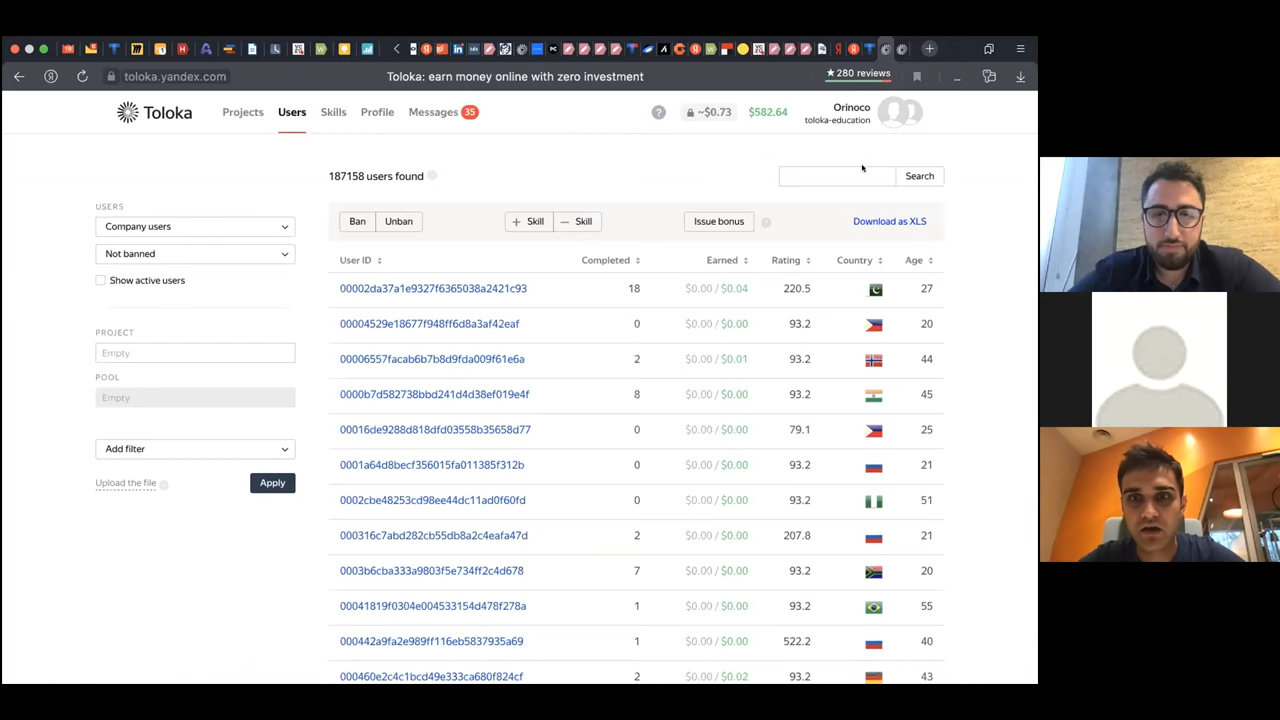 toloka.yandex.com
Toloka: earn money online with zero investment
★280 reviews
Toloka
Projects Users Skills Profile Messages 35
? ~$0.73 $582.64
Orinoco
toloka-education
187158 users found
Search
USERS
Company users
Not banned
Show active users
PROJECT
Empty
POOL
Empty
Add filter
Upload the file
Apply
Ban Unban + Skill − Skill Issue bonus Download as XLS
User ID Completed Earned Rating Country Age
00002da37a1e9327f6365038a2421c93 18 $0.00 / $0.04 220.5 27
00004529e18677f948ff6d8a3af42eaf 0 $0.00 / $0.00 93.2 20
00006557facab6b7b8d9fda009f61e6a 2 $0.00 / $0.01 93.2 44
0000b7d582738bbd241d4d38ef019e4f 8 $0.00 / $0.00 93.2 45
00016de9288d818dfd03558b35658d77 0 $0.00 / $0.00 79.1 25
0001a64d8becf356015fa011385f312b 0 $0.00 / $0.00 93.2 21
0002cbe48253cd98ee44dc11ad0f60fd 0 $0.00 / $0.00 93.2 51
000316c7abd282cb55db8a2c4eafa47d 2 $0.00 / $0.00 207.8 21
0003b6cba333a9803f5e734ff2c4d678 7 $0.00 / $0.00 93.2 20
00041819f0304e004533154d478f278a 1 $0.00 / $0.00 93.2 55
000442a9fa2e989ff116eb5837935a69 1 $0.00 / $0.00 522.2 40
000460e2c4c1bcd49e333ca680f824cf 2 $0.00 / $0.02 93.2 43